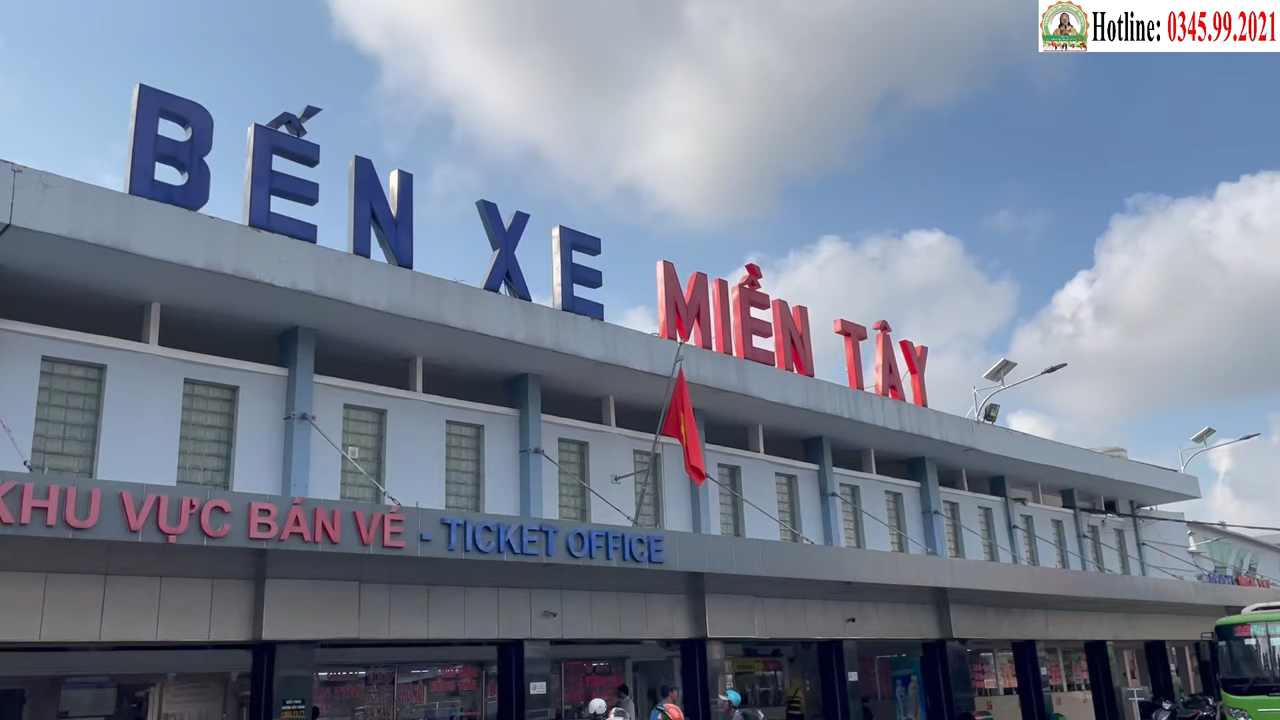 Hotline: 0345.99.2021
BẾN XE MIỀN TÂY
KHU VỰC BÁN VÉ - TICKET OFFICE